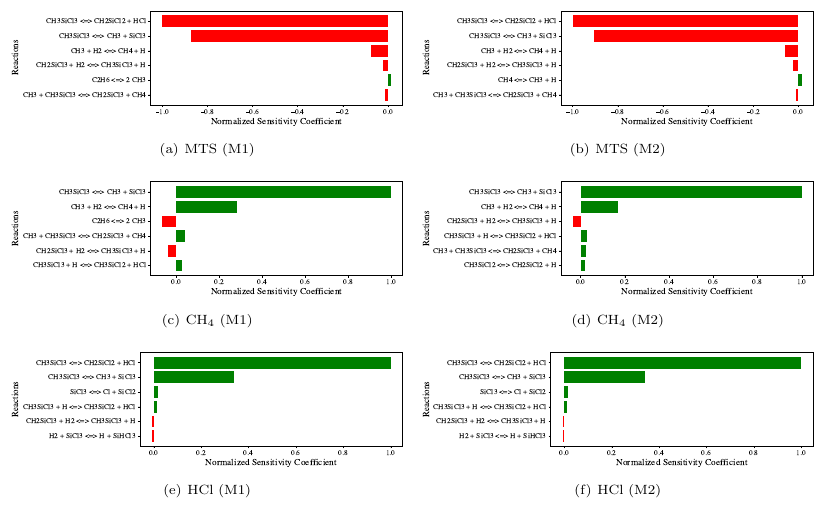 Reactions
CH3SiCl3 <=> CH2SiCl2 + HCl
CH3SiCl3 <=> CH3 + SiCl3
CH3 + H2 <=> CH4 + H
CH2SiCl3 + H2 <=> CH3SiCl3 + H
C2H6 <=> 2 CH3
CH3 + CH3SiCl3 <=> CH2SiCl3 + CH4
−1.0 −0.8 −0.6 −0.4 −0.2 0.0
Normalized Sensitivity Coefficient
(a) MTS (M1)
Reactions
CH3SiCl3 <=> CH2SiCl2 + HCl
CH3SiCl3 <=> CH3 + SiCl3
CH3 + H2 <=> CH4 + H
CH2SiCl3 + H2 <=> CH3SiCl3 + H
CH4 <=> CH3 + H
CH3 + CH3SiCl3 <=> CH2SiCl3 + CH4
−1.0 −0.8 −0.6 −0.4 −0.2 0.0
Normalized Sensitivity Coefficient
(b) MTS (M2)
Reactions
CH3SiCl3 <=> CH3 + SiCl3
CH3 + H2 <=> CH4 + H
C2H6 <=> 2 CH3
CH3 + CH3SiCl3 <=> CH2SiCl3 + CH4
CH2SiCl3 + H2 <=> CH3SiCl3 + H
CH3SiCl3 + H <=> CH3SiCl2 + HCl
0.0 0.2 0.4 0.6 0.8 1.0
Normalized Sensitivity Coefficient
(c) CH4 (M1)
Reactions
CH3SiCl3 <=> CH3 + SiCl3
CH3 + H2 <=> CH4 + H
CH2SiCl3 + H2 <=> CH3SiCl3 + H
CH3SiCl3 + H <=> CH3SiCl2 + HCl
CH3 + CH3SiCl3 <=> CH2SiCl3 + CH4
CH3SiCl2 <=> CH2SiCl2 + H
0.0 0.2 0.4 0.6 0.8 1.0
Normalized Sensitivity Coefficient
(d) CH4 (M2)
Reactions
CH3SiCl3 <=> CH2SiCl2 + HCl
CH3SiCl3 <=> CH3 + SiCl3
SiCl3 <=> Cl + SiCl2
CH3SiCl3 + H <=> CH3SiCl2 + HCl
CH2SiCl3 + H2 <=> CH3SiCl3 + H
H2 + SiCl3 <=> H + SiHCl3
0.0 0.2 0.4 0.6 0.8 1.0
Normalized Sensitivity Coefficient
(e) HCl (M1)
Reactions
CH3SiCl3 <=> CH2SiCl2 + HCl
CH3SiCl3 <=> CH3 + SiCl3
SiCl3 <=> Cl + SiCl2
CH3SiCl3 + H <=> CH3SiCl2 + HCl
CH2SiCl3 + H2 <=> CH3SiCl3 + H
H2 + SiCl3 <=> H + SiHCl3
0.0 0.2 0.4 0.6 0.8 1.0
Normalized Sensitivity Coefficient
(f) HCl (M2)